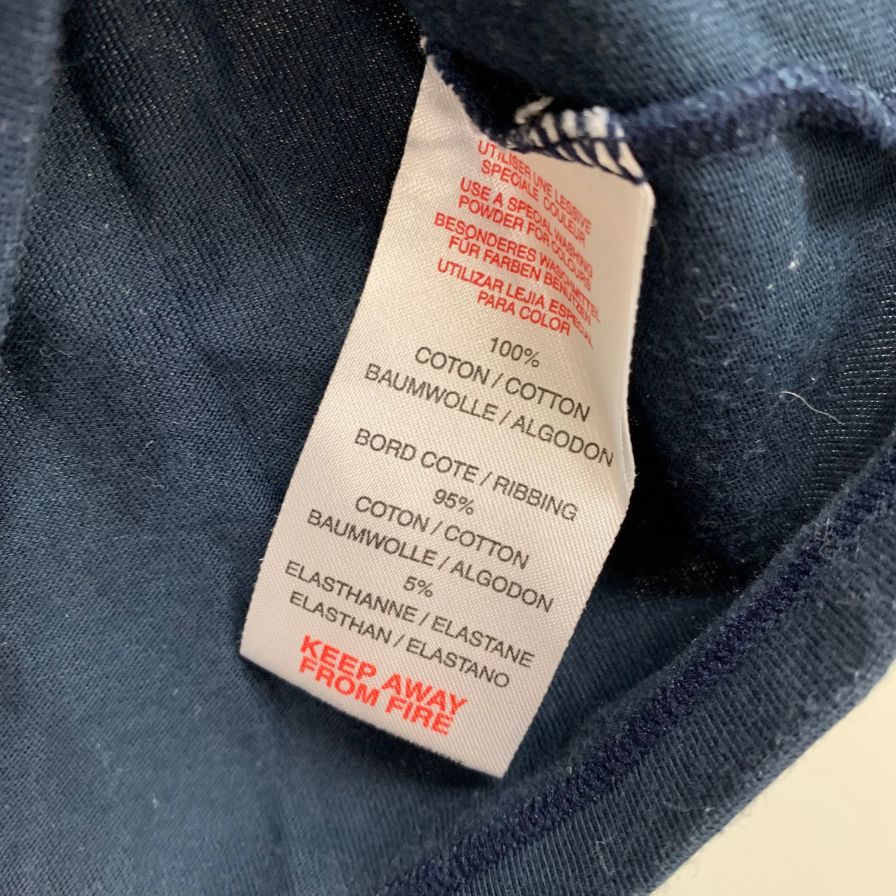 UTILISER UNE LESSIVE
SPECIALE COULEUR
USE A SPECIAL WASHING
POWDER FOR COLOURS
BESONDERES WASCHMITTEL
FÜR FARBEN BENUTZEN
UTILIZAR LEJIA ESPECIAL
PARA COLOR
100%
COTON / COTTON
BAUMWOLLE / ALGODON
BORD COTE / RIBBING
95%
COTON / COTTON
BAUMWOLLE / ALGODON
5%
ELASTHANNE / ELASTANE
ELASTHAN / ELASTANO
KEEP AWAY
FROM FIRE